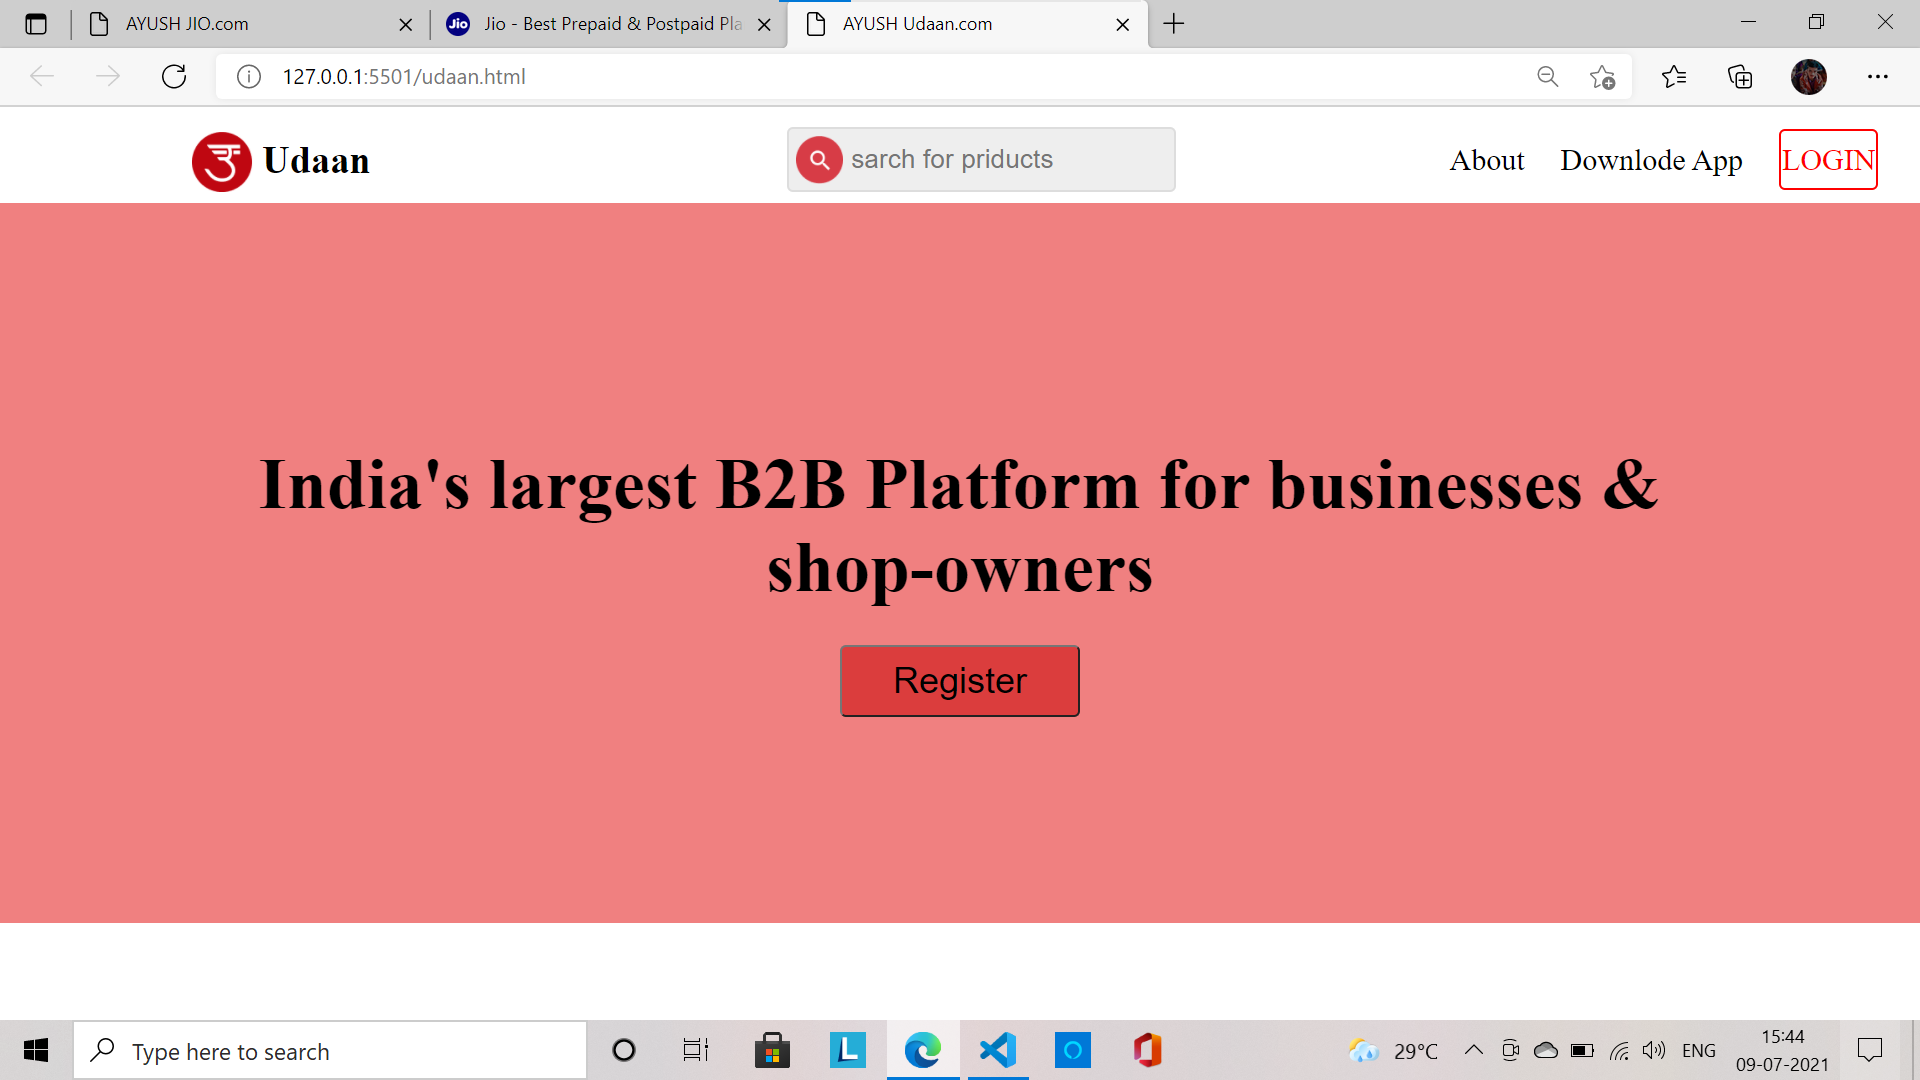 AYUSH JIO.com
Jio
Jio - Best Prepaid & Postpaid Pla
AYUSH Udaan.com
127.0.0.1:5501/udaan.html
उ Udaan
sarch for priducts
About
Downlode App
LOGIN
India's largest B2B Platform for businesses &
shop-owners
Register
Type here to search
L
29°C
ENG
15:44
09-07-2021